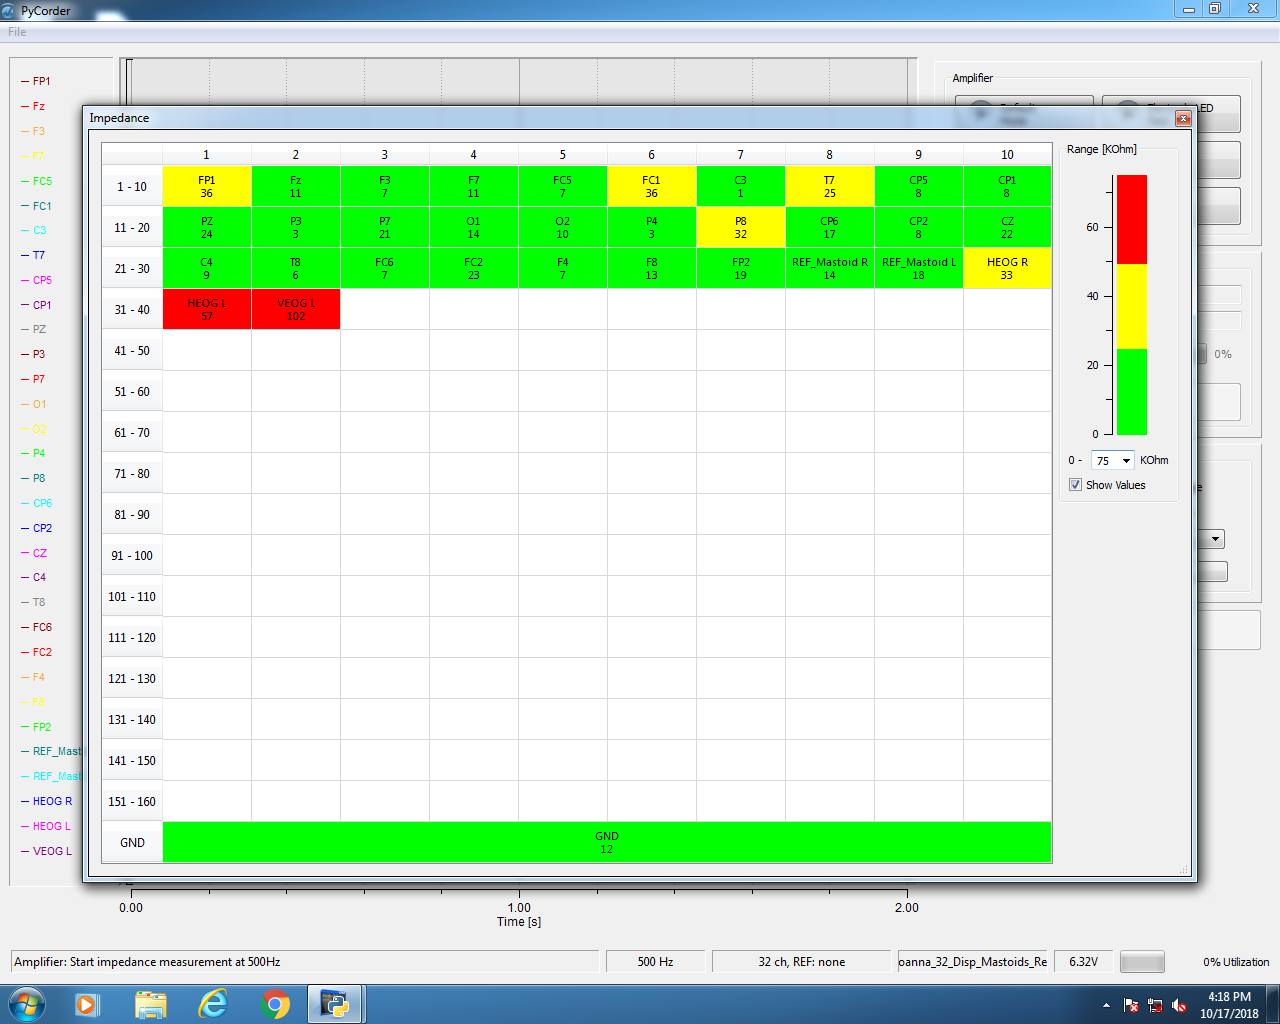 PyCorder
File
FP1
Fz
F3
F7
FC5
FC1
C3
T7
CP5
CP1
PZ
P3
P7
O1
O2
P4
P8
CP6
CP2
CZ
C4
T8
FC6
FC2
F4
F8
FP2
REF_Mast
REF_Mast
HEOG R
HEOG L
VEOG L
Amplifier
Impedance
1 2 3 4 5 6 7 8 9 10
1 - 10
FP1 Fz F3 F7 FC5 FC1 C3 T7 CP5 CP1
36 11 7 11 7 36 1 25 8 8
11 - 20
PZ P3 P7 O1 O2 P4 P8 CP6 CP2 CZ
24 3 21 14 10 3 32 17 8 22
21 - 30
C4 T8 FC6 FC2 F4 F8 FP2 REF_Mastoid R REF_Mastoid L HEOG R
9 6 7 23 7 13 19 14 18 33
31 - 40
HEOG L VEOG L
57 102
41 - 50
51 - 60
61 - 70
71 - 80
81 - 90
91 - 100
101 - 110
111 - 120
121 - 130
131 - 140
141 - 150
151 - 160
GND
GND
12
Range [KOhm]
60
40
20
0
0 - 75 KOhm
Show Values
0%
0.00 1.00 2.00
Time [s]
Amplifier: Start impedance measurement at 500Hz
500 Hz
32 ch, REF: none
oanna_32_Disp_Mastoids_Re
6.32V
0% Utilization
4:18 PM
10/17/2018